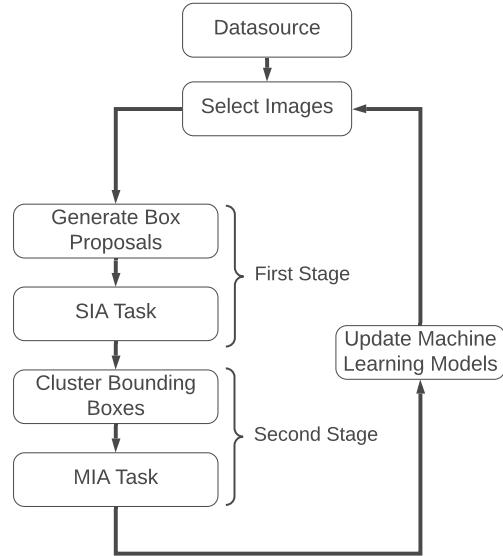 Datasource
Select Images
Generate Box
Proposals
First Stage
SIA Task
Update Machine
Learning Models
Cluster Bounding
Boxes
Second Stage
MIA Task